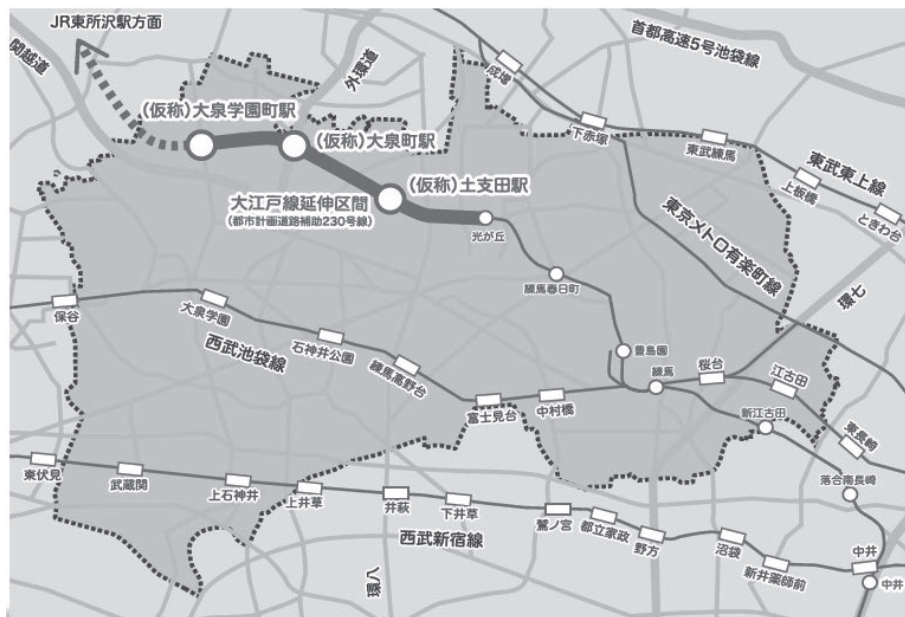 JR東所沢駅方面
関越道
外環道
首都高速5号池袋線
成増
下赤塚
東武練馬
上板橋
ときわ台
東武東上線
(仮称)大泉学園町駅
(仮称)大泉町駅
(仮称)土支田駅
大江戸線延伸区間
(都市計画道路補助230号線)
光が丘
練馬春日町
東京メトロ有楽町線
環七
豊島園
練馬
桜台
江古田
新江古田
東長崎
落合南長崎
保谷
大泉学園
西武池袋線
石神井公園
練馬高野台
富士見台
中村橋
東伏見
武蔵関
上石神井
上井草
井荻
下井草
西武新宿線
鷺ノ宮
都立家政
野方
沼袋
新井薬師前
中井
中井
環八